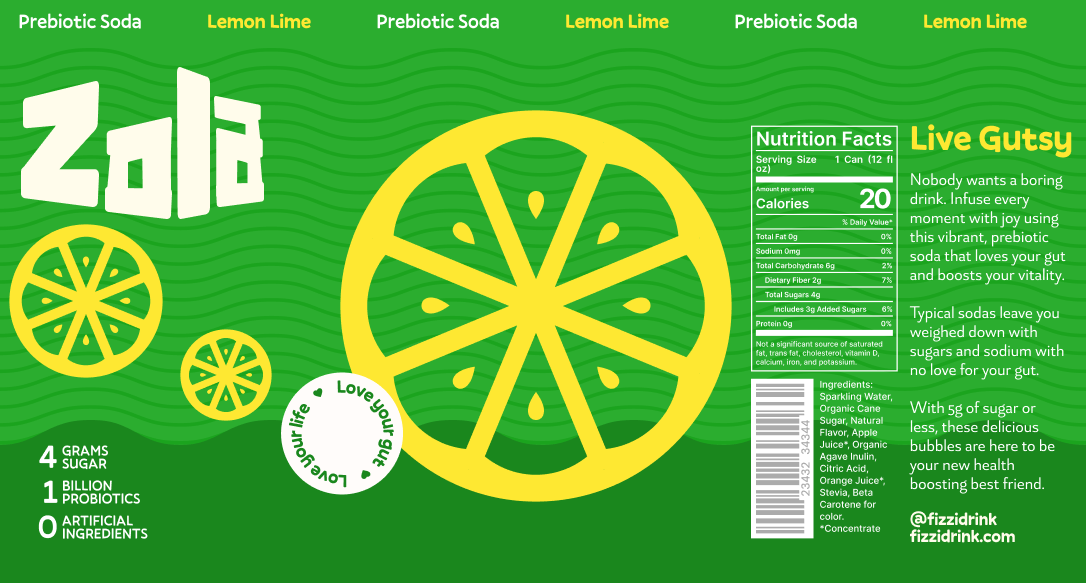 Prebiotic Soda Lemon Lime Prebiotic Soda Lemon Lime Prebiotic Soda Lemon Lime
Zola
4 GRAMS
SUGAR
1 BILLION
PROBIOTICS
0 ARTIFICIAL
INGREDIENTS
Love your gut
Love your life
Nutrition Facts
Serving Size 1 Can (12 fl
oz)
Amount per serving
Calories 20
% Daily Value*
Total Fat 0g 0%
Sodium 0mg 0%
Total Carbohydrate 6g 2%
Dietary Fiber 2g 7%
Total Sugars 4g
Includes 3g Added Sugars 6%
Protein 0g 0%
Not a significant source of saturated
fat, trans fat, cholesterol, vitamin D,
calcium, iron, and potassium.
23432 34344
Ingredients:
Sparkling Water,
Organic Cane
Sugar, Natural
Flavor, Apple
Juice*, Organic
Agave Inulin,
Citric Acid,
Orange Juice*,
Stevia, Beta
Carotene for
color.
*Concentrate
Live Gutsy
Nobody wants a boring
drink. Infuse every
moment with joy using
this vibrant, prebiotic
soda that loves your gut
and boosts your vitality.
Typical sodas leave you
weighed down with
sugars and sodium with
no love for your gut.
With 5g of sugar or
less, these delicious
bubbles are here to be
your new health
boosting best friend.
@fizzidrink
fizzidrink.com